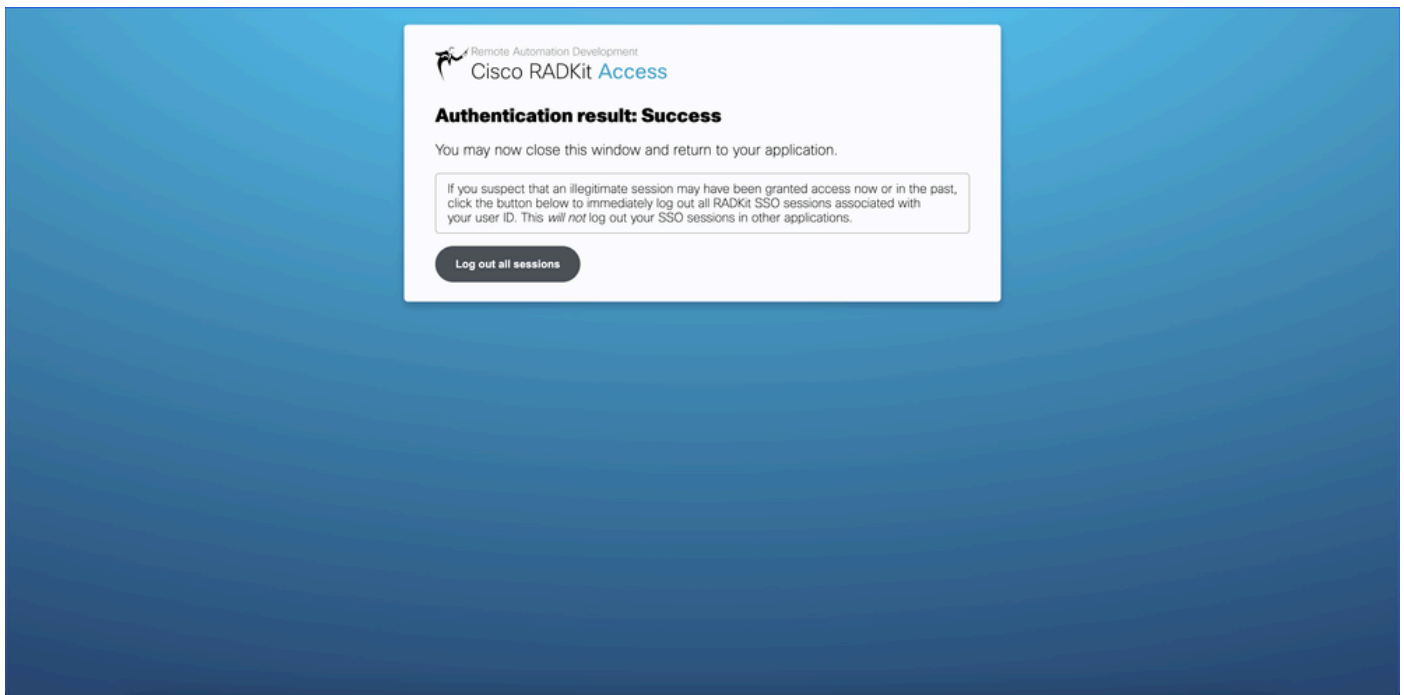 Remote Automation Development
Cisco RADKit Access
Authentication result: Success
You may now close this window and return to your application.
If you suspect that an illegitimate session may have been granted access now or in the past,
click the button below to immediately log out all RADKit SSO sessions associated with
your user ID. This will not log out your SSO sessions in other applications.
Log out all sessions